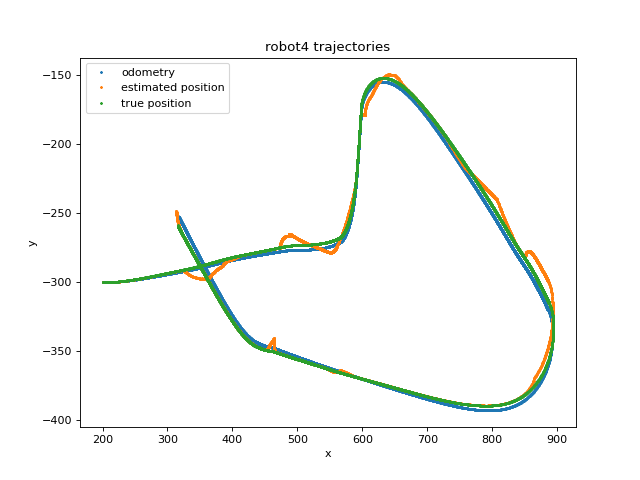 robot4 trajectories
odometry
estimated position
true position
y
−150
−200
−250
−300
−350
−400
200 300 400 500 600 700 800 900
x